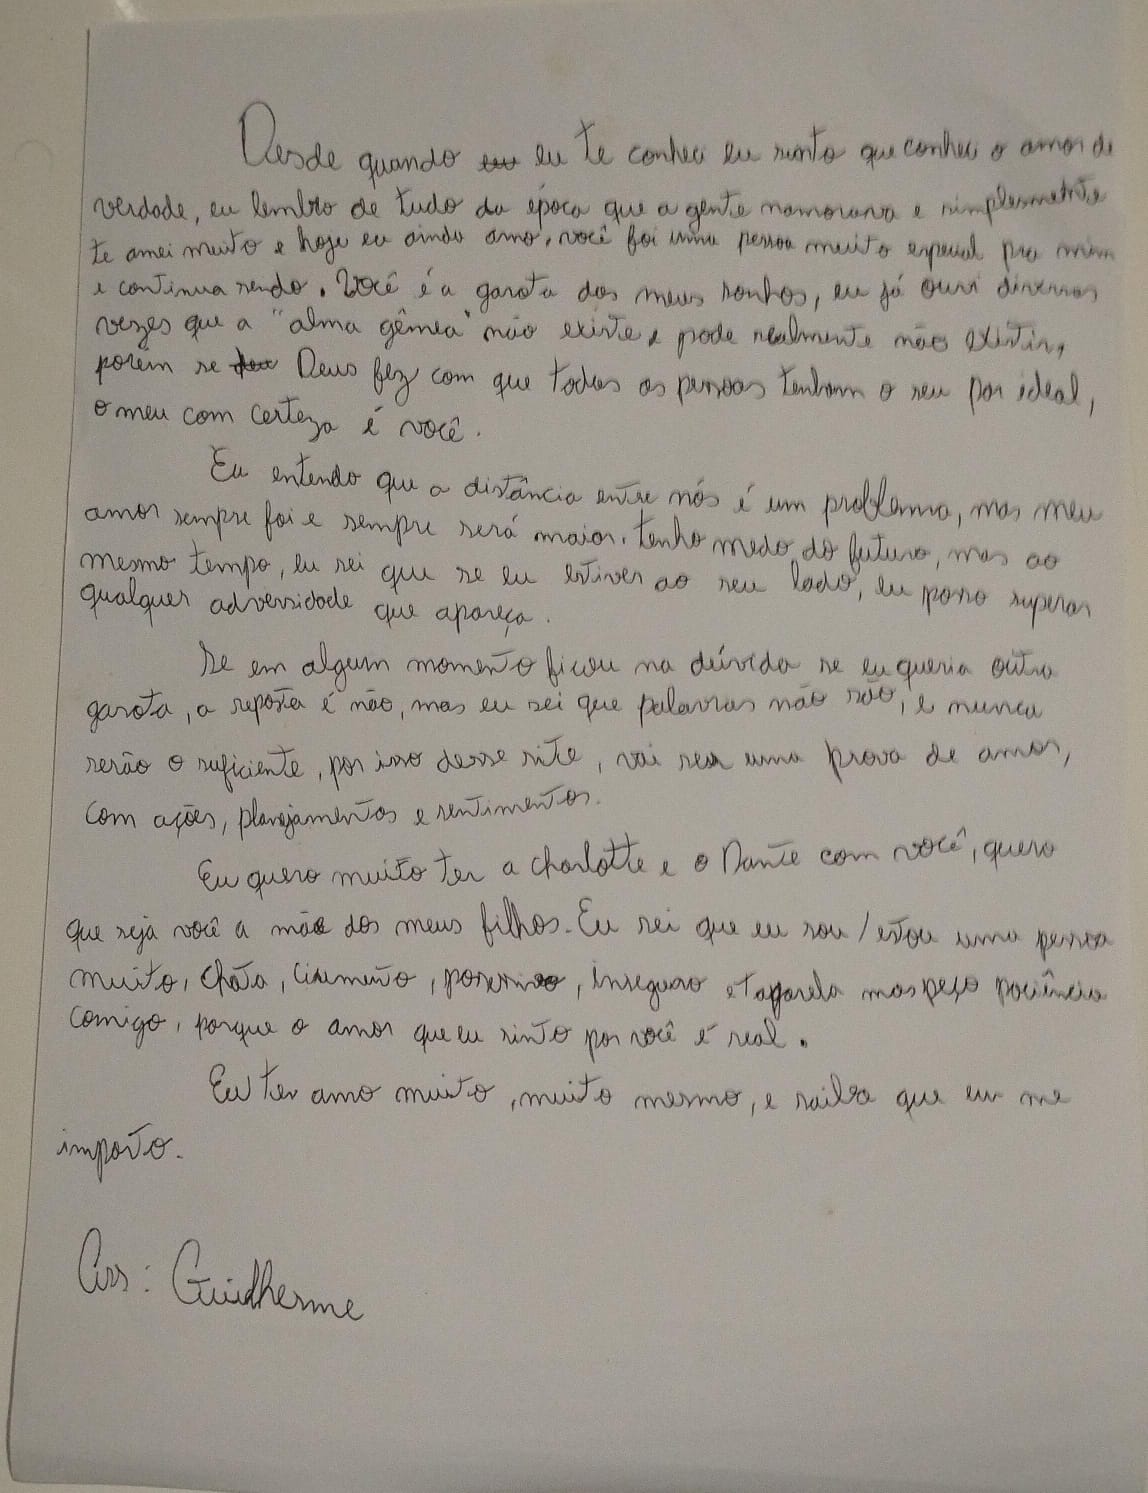 Desde quando eu te conheci eu sinto que conheci o amor de
verdade, eu lembro de tudo da época que a gente namorava e simplesmente
te amei muito e hoje eu ainda amo, você foi uma pessoa muito especial pra mim
e continua sendo. Você é a garota dos meus sonhos, eu já ouvi diversas
vezes que a "alma gêmea" não existe e pode realmente não existir,
porém se Deus fez com que todas as pessoas tenham o seu par ideal,
o meu com certeza é você.
Eu entendo que a distância entre nós é um problema, mas meu
amor sempre foi e sempre será maior. tenho medo do futuro, mas ao
mesmo tempo, eu sei que se eu estiver ao seu lado, eu posso superar
qualquer adversidade que apareça.
Se em algum momento ficou na dúvida se eu queria outra
garota, a reposta é não, mas eu sei que palavras não são, e nunca
serão o suficiente, por isso desse site, vai ser uma prova de amor,
com ações, planejamentos e sentimentos.
Eu quero muito ter a charlotte e o Dante com você, quero
que seja você a mãe dos meus filhos. Eu sei que eu sou/estou uma pessoa
muito, chata, ciumento, possessivo, inseguro e tagarela mas peço paciência
comigo, porque o amor que eu sinto por você é real.
Eu ter amo muito, muito mesmo, e saiba que eu me
importo.
Ass: Guilherme